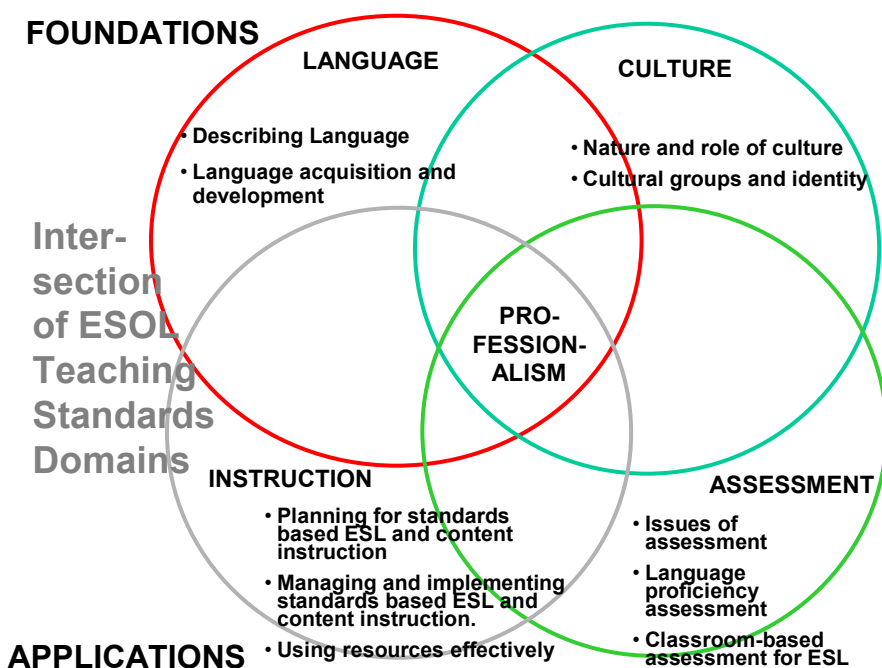 FOUNDATIONS
LANGUAGE
• Describing Language
• Language acquisition and
development
CULTURE
• Nature and role of culture
• Cultural groups and identity
Inter-
section
of ESOL
Teaching
Standards
Domains
PRO-
FESSION-
ALISM
INSTRUCTION
• Planning for standards
based ESL and content
instruction
• Managing and implementing
standards based ESL and
content instruction.
• Using resources effectively
ASSESSMENT
• Issues of
assessment
• Language
proficiency
assessment
• Classroom-based
assessment for ESL
APPLICATIONS